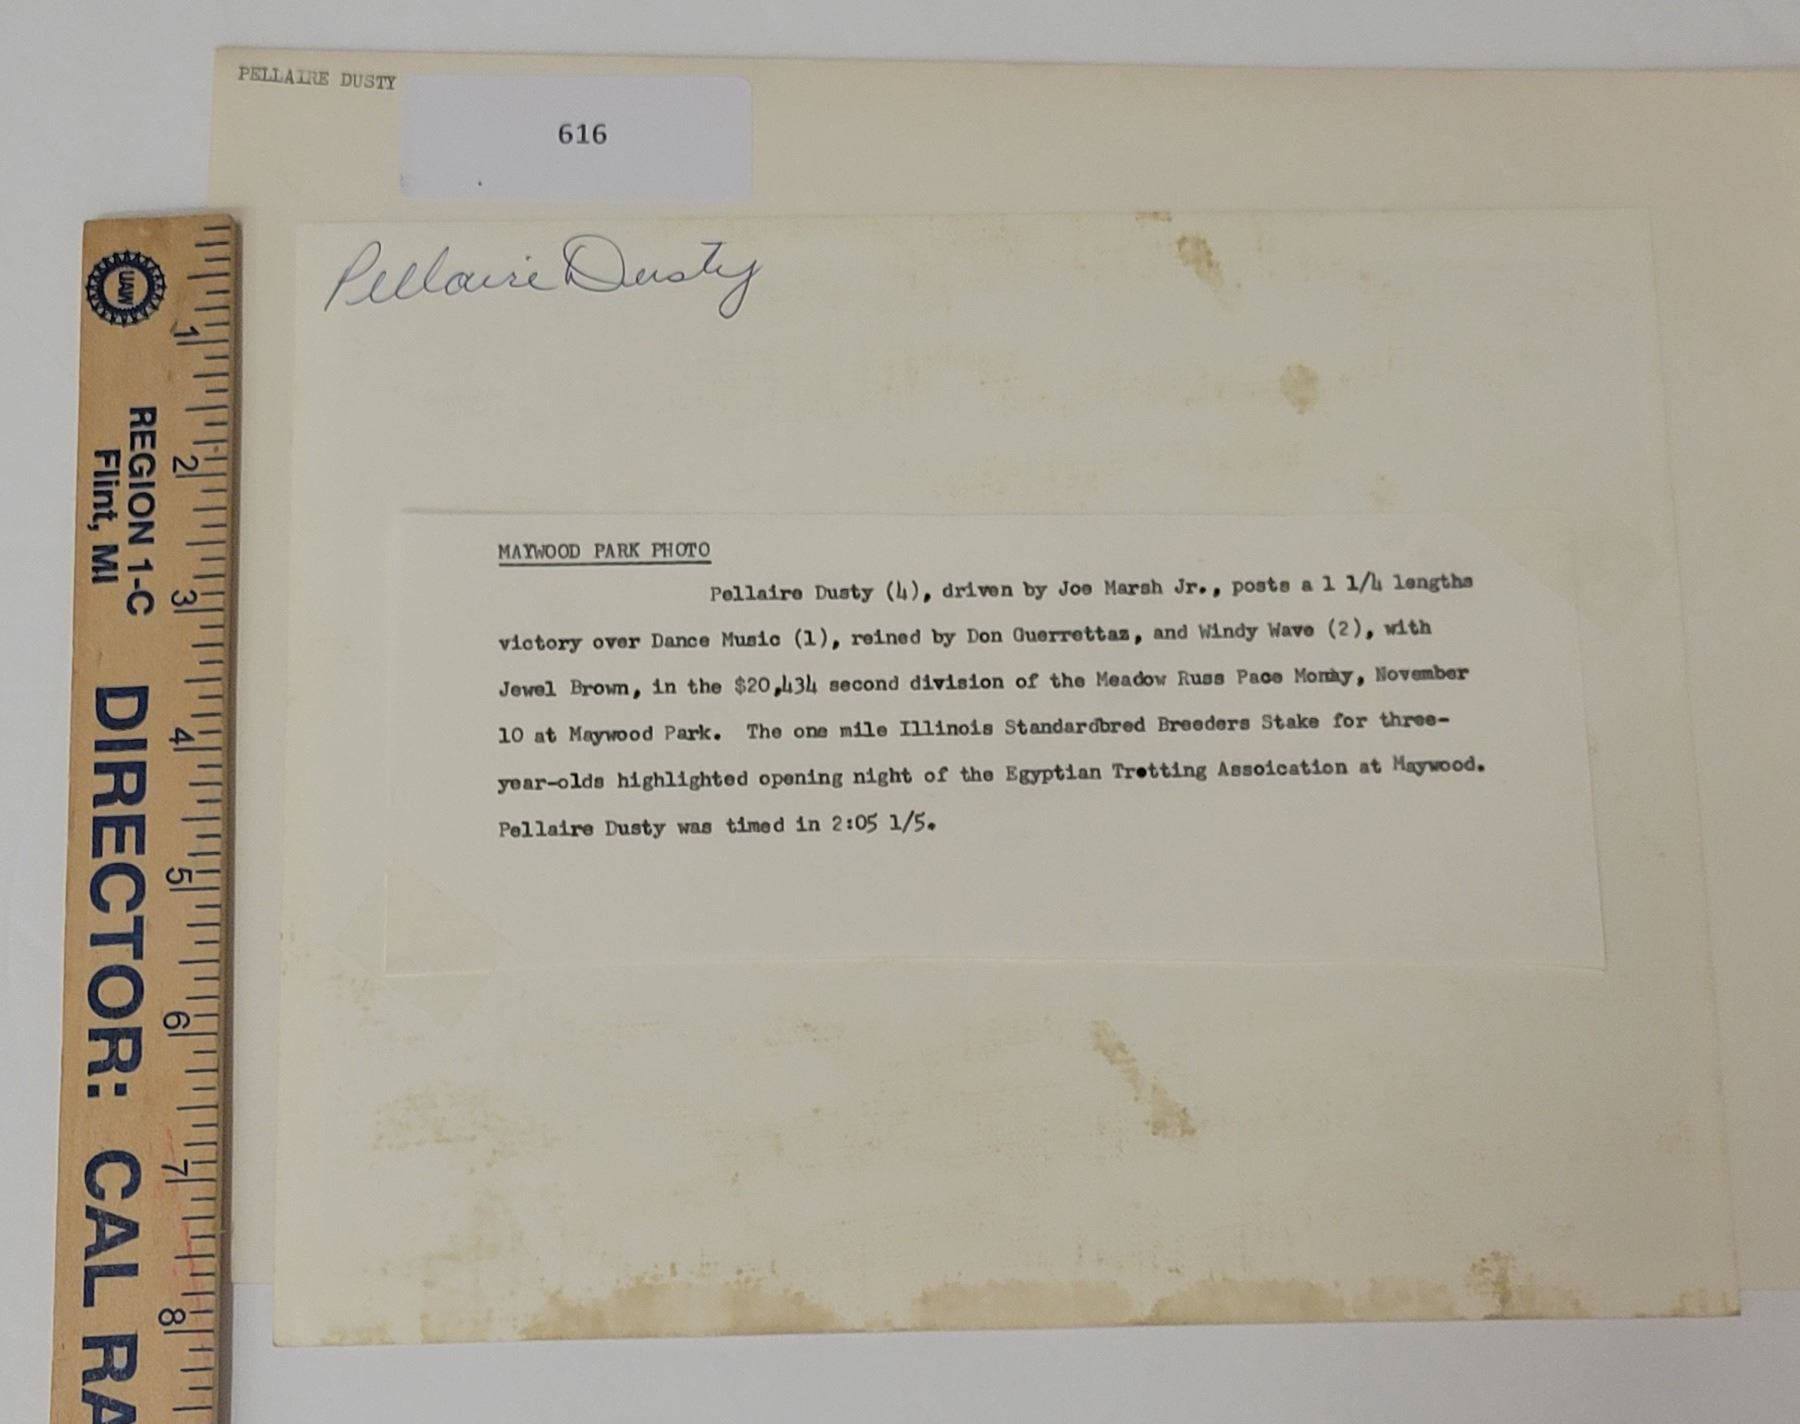 PELLAIRE DUSTY
616
Pellaire Dusty
MAYWOOD PARK PHOTO
Pellaire Dusty (4), driven by Joe Marsh Jr., posts a 1 1/4 lengths
victory over Dance Music (1), reined by Don Guerrettaz, and Windy Wave (2), with
Jewel Brown, in the $20,434 second division of the Meadow Russ Pace Monday, November
10 at Maywood Park. The one mile Illinois Standardbred Breeders Stake for three-
year-olds highlighted opening night of the Egyptian Trotting Assoication at Maywood.
Pellaire Dusty was timed in 2:05 1/5.
UAW
REGION 1-C
Flint, MI
DIRECTOR: CAL RA
1
2
3
4
5
6
7
8